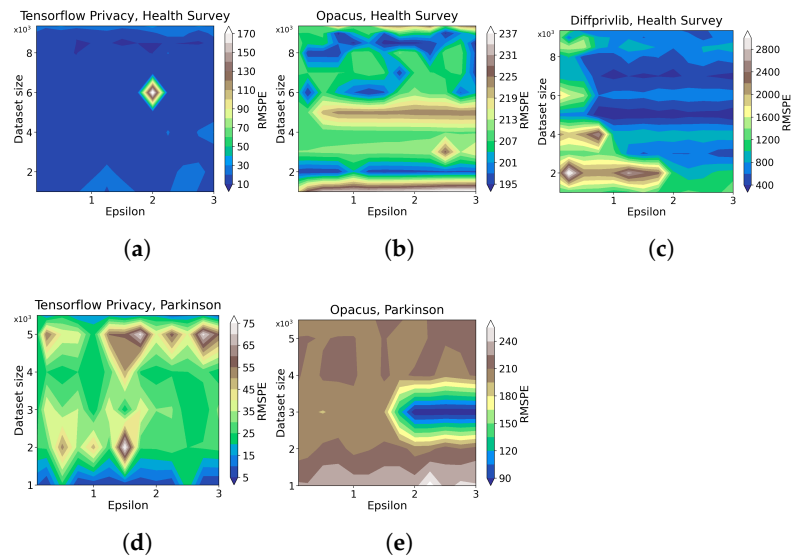 Tensorflow Privacy, Health Survey
x10³
8
6
4
2
Dataset size
1 2 3
Epsilon
170
150
130
110
90
70
50
30
10
RMSPE
(a)
Opacus, Health Survey
x10³
8
6
4
2
Dataset size
1 2 3
Epsilon
237
231
225
219
213
207
201
195
RMSPE
(b)
Diffprivlib, Health Survey
8
6
4
2
Dataset size
1 2 3
Epsilon
2800
2400
2000
1600
1200
800
400
RMSPE
(c)
Tensorflow Privacy, Parkinson
x10³
5
4
3
2
1
Dataset size
1 2 3
Epsilon
75
65
55
45
35
25
15
5
RMSPE
(d)
Opacus, Parkinson
x10³
5
4
3
2
1
Dataset size
1 2 3
Epsilon
240
210
180
150
120
90
RMSPE
(e)